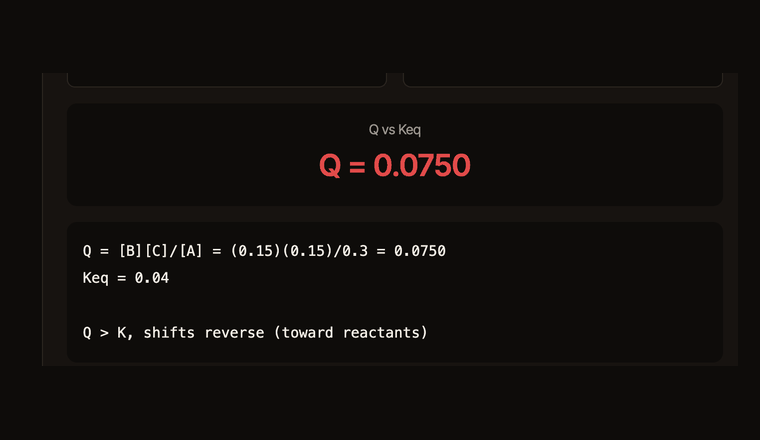 Q vs Keq
Q = 0.0750
Q = [B][C]/[A] = (0.15)(0.15)/0.3 = 0.0750
Keq = 0.04
Q > K, shifts reverse (toward reactants)